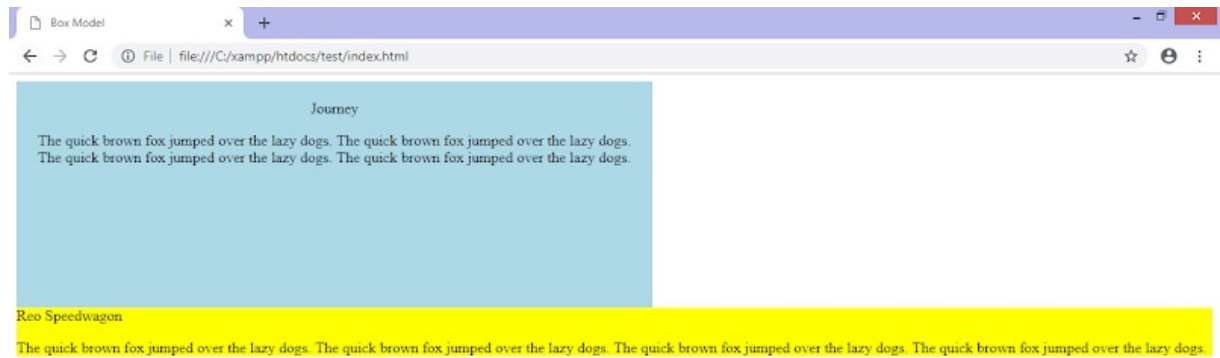 Box Model
File | file:///C:/xampp/htdocs/test/index.html
Journey
The quick brown fox jumped over the lazy dogs. The quick brown fox jumped over the lazy dogs.
The quick brown fox jumped over the lazy dogs. The quick brown fox jumped over the lazy dogs.
Reo Speedwagon
The quick brown fox jumped over the lazy dogs. The quick brown fox jumped over the lazy dogs. The quick brown fox jumped over the lazy dogs. The quick brown fox jumped over the lazy dogs.